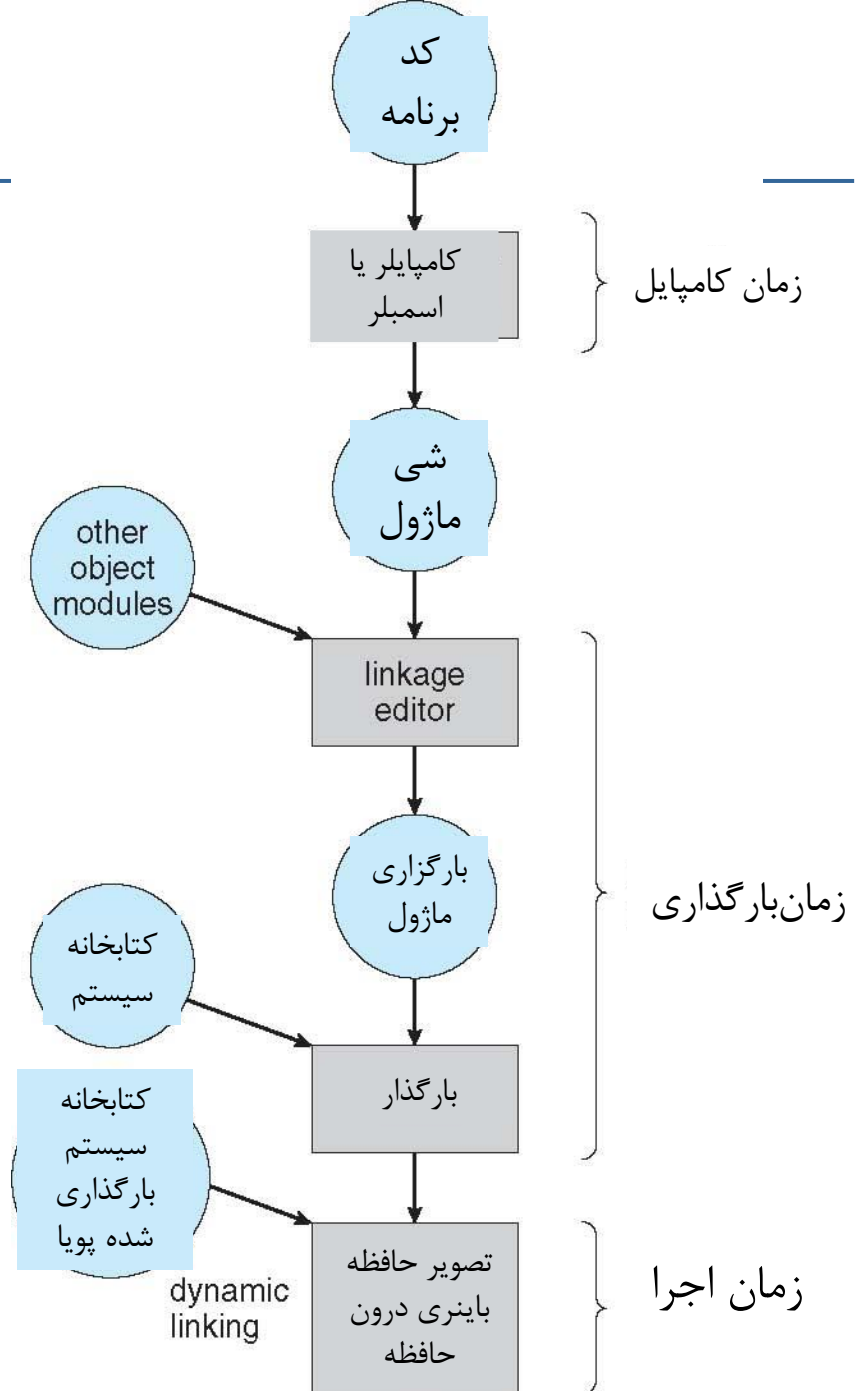 کد
برنامه
کامپایلر یا
اسمبلر
زمان کامپایل
شی
ماژول
other
object
modules
linkage
editor
بارگزاری
ماژول
زمان‌بارگذاری
کتابخانه
سیستم
بارگذار
کتابخانه
سیستم
بارگذاری
شده پویا
dynamic
linking
تصویر حافظه
باینری درون
حافظه
زمان اجرا